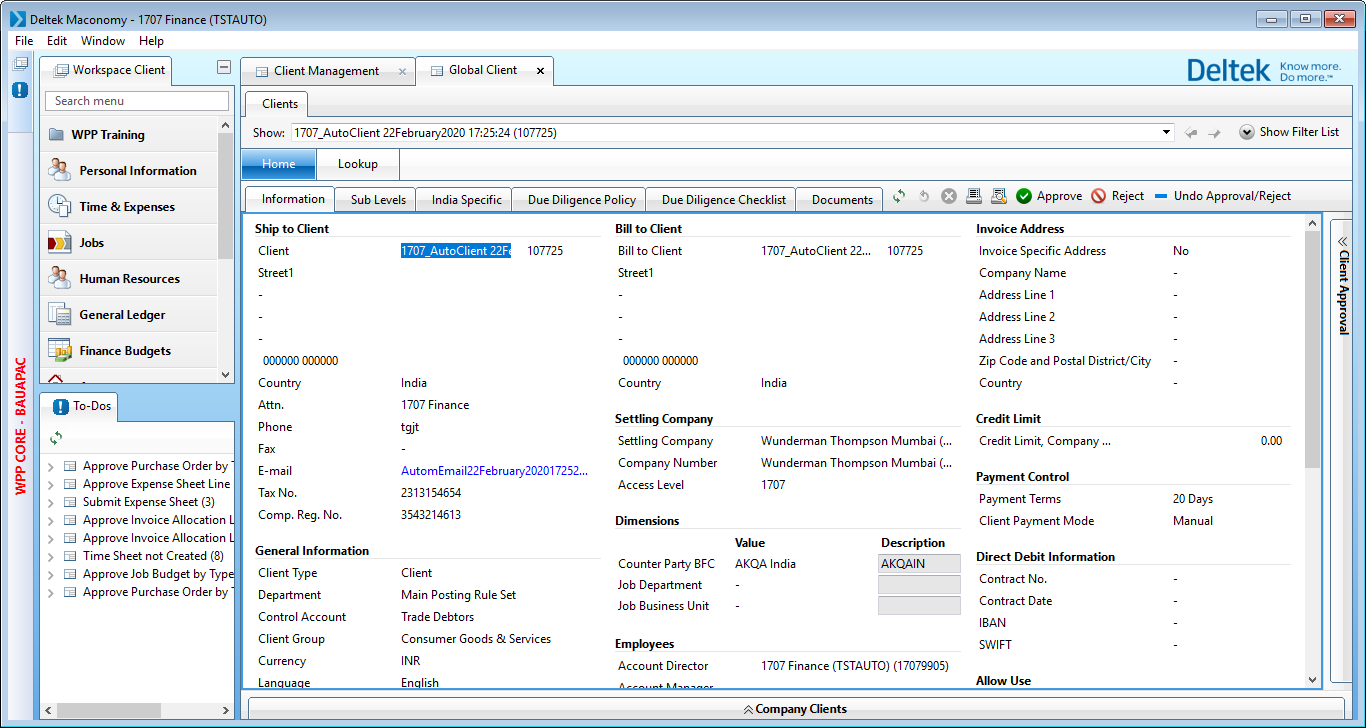 Deltek Maconomy - 1707 Finance (TSTAUTO)
File Edit Window Help
Workspace Client
Search menu
WPP Training
Personal Information
Time & Expenses
Jobs
Human Resources
General Ledger
Finance Budgets
WPP CORE - BAUAPAC
To-Dos
Approve Purchase Order by
Approve Expense Sheet Line
Submit Expense Sheet (3)
Approve Invoice Allocation L
Approve Invoice Allocation L
Time Sheet not Created (8)
Approve Job Budget by Type
Approve Purchase Order by
Client Management
Global Client
Deltek Know more. Do more.™
Clients
Show: 1707_AutoClient 22February2020 17:25:24 (107725)
Show Filter List
Home Lookup
Information Sub Levels India Specific Due Diligence Policy Due Diligence Checklist Documents
Approve Reject Undo Approval/Reject
Ship to Client
Client 1707_AutoClient 22Fe 107725
Street1
-
-
-
000000 000000
Country India
Attn. 1707 Finance
Phone tgjt
Fax -
E-mail AutomEmail22February202017252...
Tax No. 2313154654
Comp. Reg. No. 3543214613
General Information
Client Type Client
Department Main Posting Rule Set
Control Account Trade Debtors
Client Group Consumer Goods & Services
Currency INR
Language English
Bill to Client
Bill to Client 1707_AutoClient 22... 107725
Street1
-
-
-
000000 000000
Country India
Settling Company
Settling Company Wunderman Thompson Mumbai (...
Company Number Wunderman Thompson Mumbai (...
Access Level 1707
Dimensions
Value Description
Counter Party BFC AKQA India AKQAIN
Job Department -
Job Business Unit -
Employees
Account Director 1707 Finance (TSTAUTO) (17079905)
Account Manager
Invoice Address
Invoice Specific Address No
Company Name -
Address Line 1 -
Address Line 2 -
Address Line 3 -
Zip Code and Postal District/City -
Country -
Credit Limit
Credit Limit, Company ... 0.00
Payment Control
Payment Terms 20 Days
Client Payment Mode Manual
Direct Debit Information
Contract No. -
Contract Date -
IBAN -
SWIFT -
Allow Use
Client Approval
Company Clients